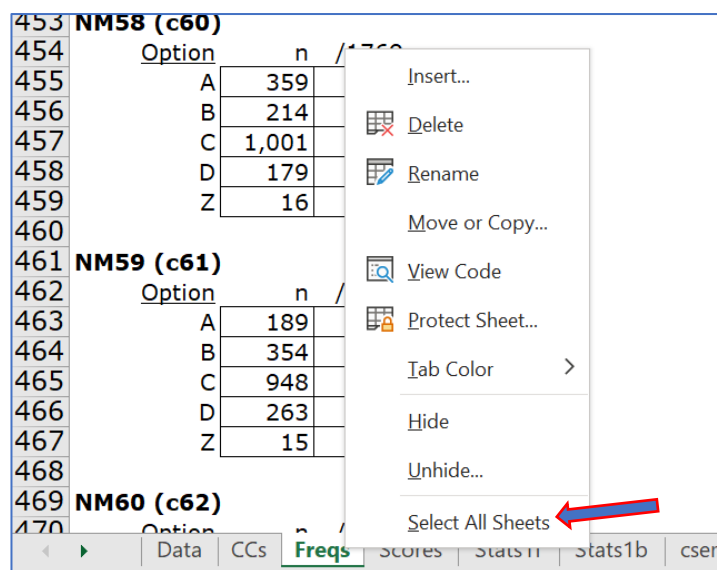 453 NM58 (c60)
454 Option n
455 A 359
456 B 214
457 C 1,001
458 D 179
459 Z 16
460
461 NM59 (c61)
462 Option n /
463 A 189
464 B 354
465 C 948
466 D 263
467 Z 15
468
469 NM60 (c62)
470 Option n /
Insert...
Delete
Rename
Move or Copy...
View Code
Protect Sheet...
Tab Color
Hide
Unhide...
Select All Sheets
Data CCs Freqs Scores Stats1f Stats1b